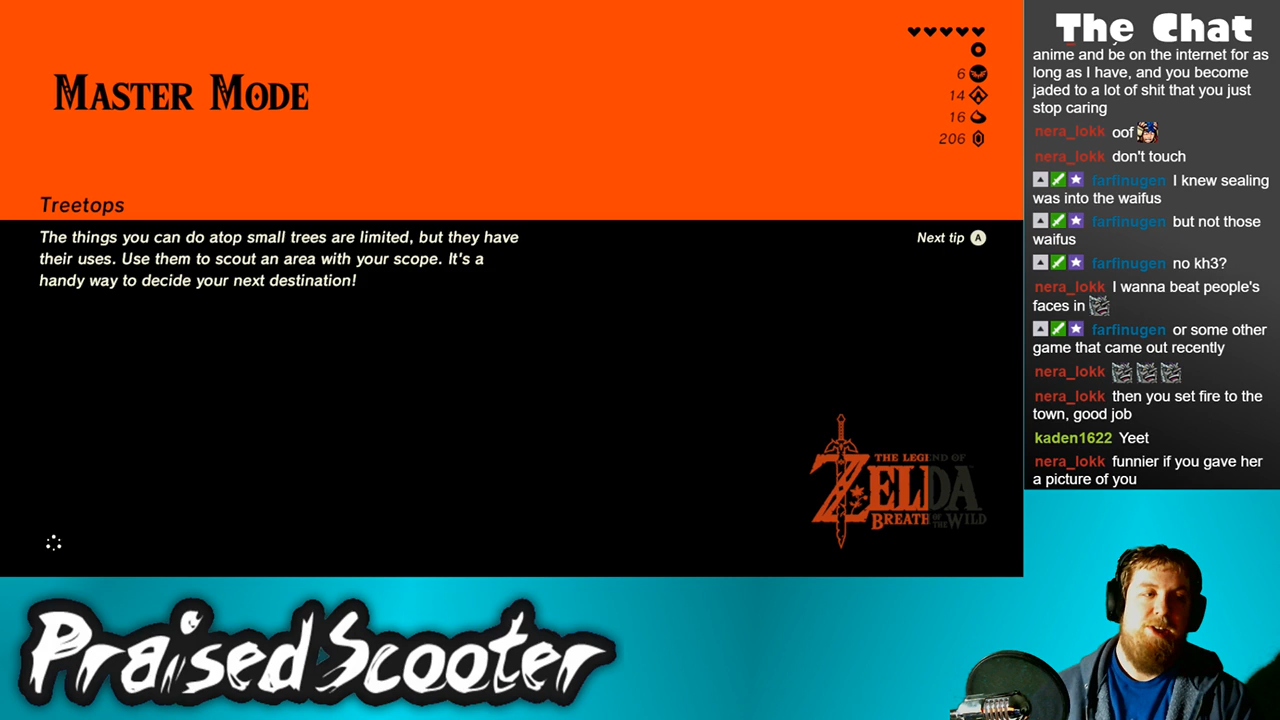 Master Mode
6
14
16
206
Treetops
The things you can do atop small trees are limited, but they have
their uses. Use them to scout an area with your scope. It's a
handy way to decide your next destination!
Next tip A
THE LEGEND OF
ZELDA
BREATH OF THE WILD
PraisedScooter
The Chat
anime and be on the internet for as
long as I have, and you become
jaded to a lot of shit that you just
stop caring
nera_lokk oof
nera_lokk don't touch
farfinugen I knew sealing
was into the waifus
farfinugen but not those
waifus
farfinugen no kh3?
nera_lokk I wanna beat people's
faces in
farfinugen or some other
game that came out recently
nera_lokk
nera_lokk then you set fire to the
town, good job
kaden1622 Yeet
nera_lokk funnier if you gave her
a picture of you